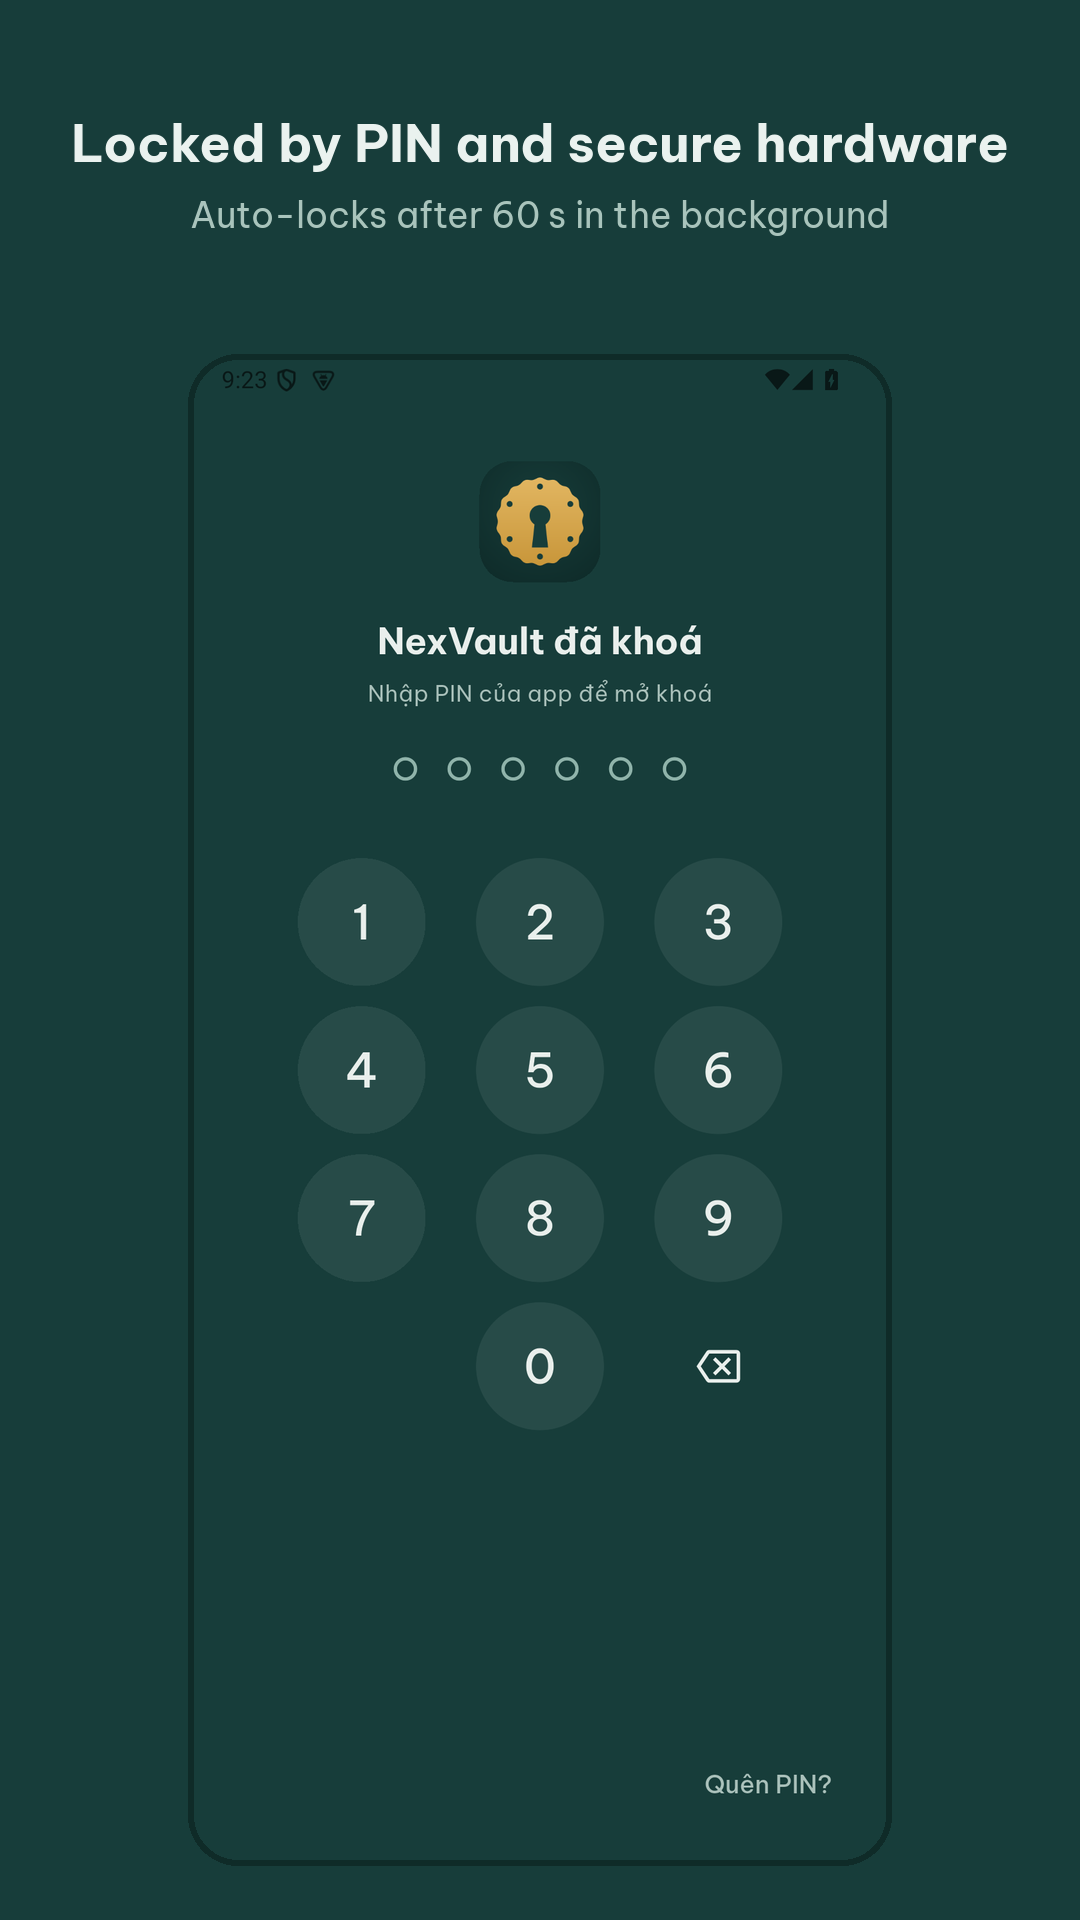 Locked by PIN and secure hardware
Auto-locks after 60 s in the background
9:23
NexVault đã khoá
Nhập PIN của app để mở khoá
1 2 3
4 5 6
7 8 9
0
Quên PIN?